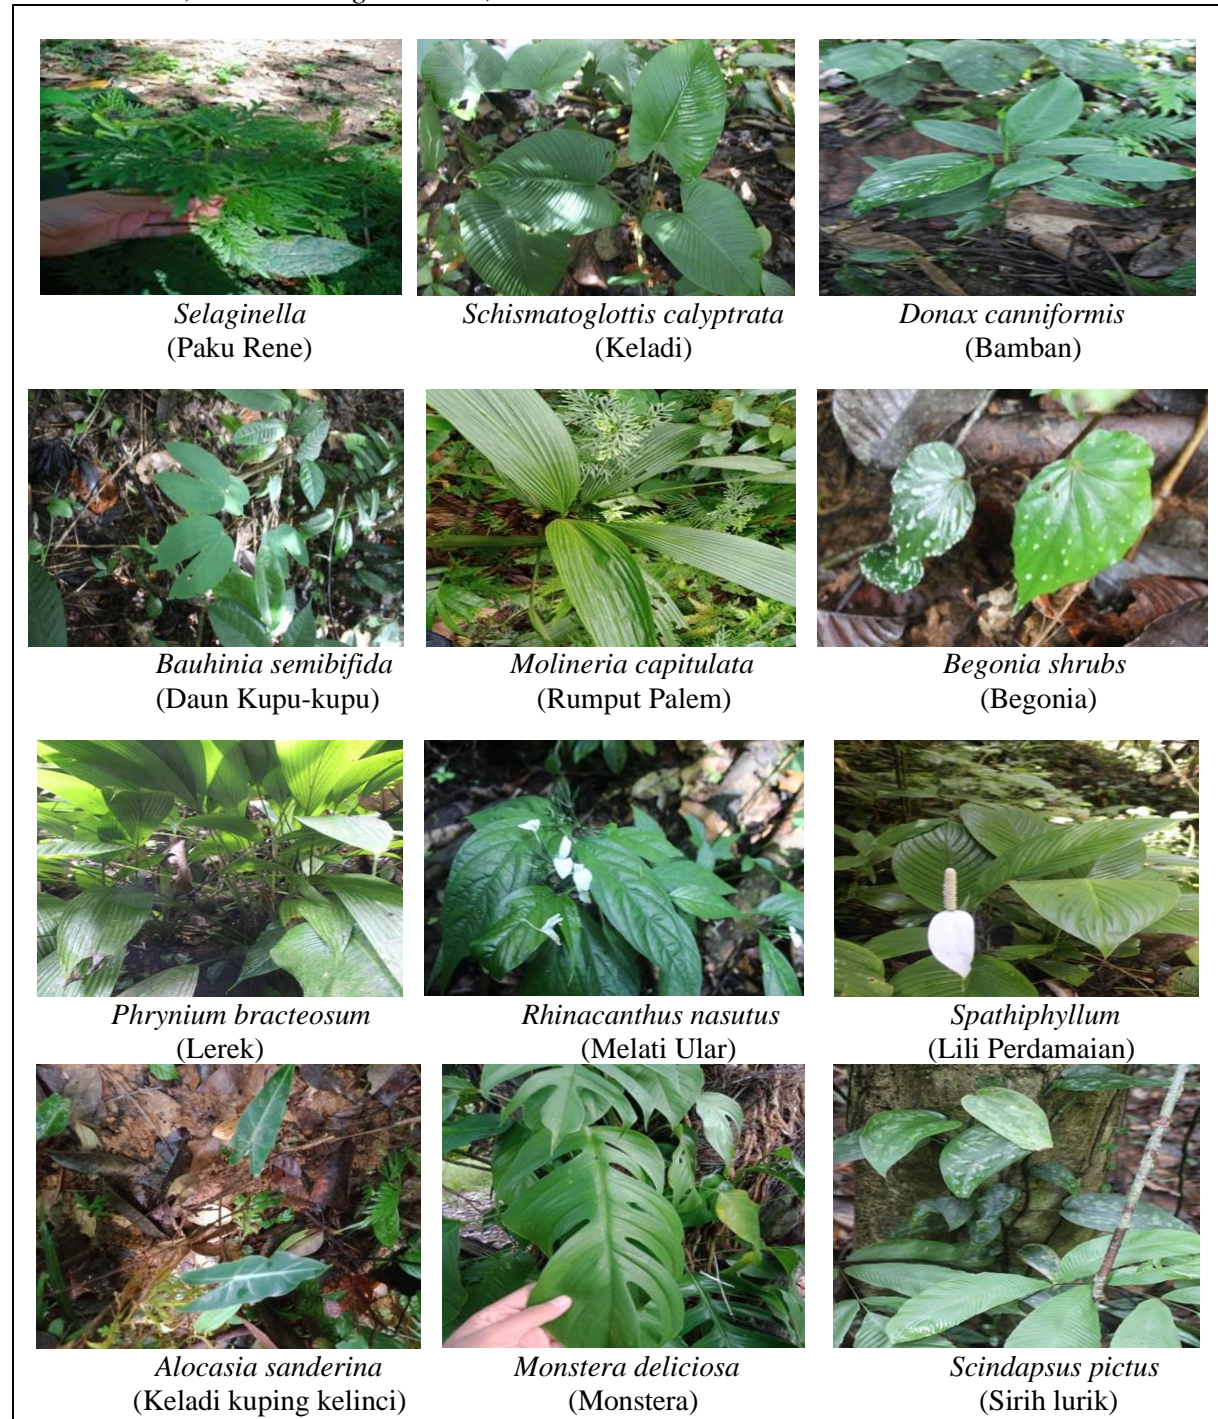 Selaginella
(Paku Rene)
Schismatoglottis calyptrata
(Keladi)
Donax canniformis
(Bamban)
Bauhinia semibifida
(Daun Kupu-kupu)
Molineria capitulata
(Rumput Palem)
Begonia shrubs
(Begonia)
Phrynium bracteosum
(Lerek)
Rhinacanthus nasutus
(Melati Ular)
Spathiphyllum
(Lili Perdamaian)
Alocasia sanderina
(Keladi kuping kelinci)
Monstera deliciosa
(Monstera)
Scindapsus pictus
(Sirih lurik)